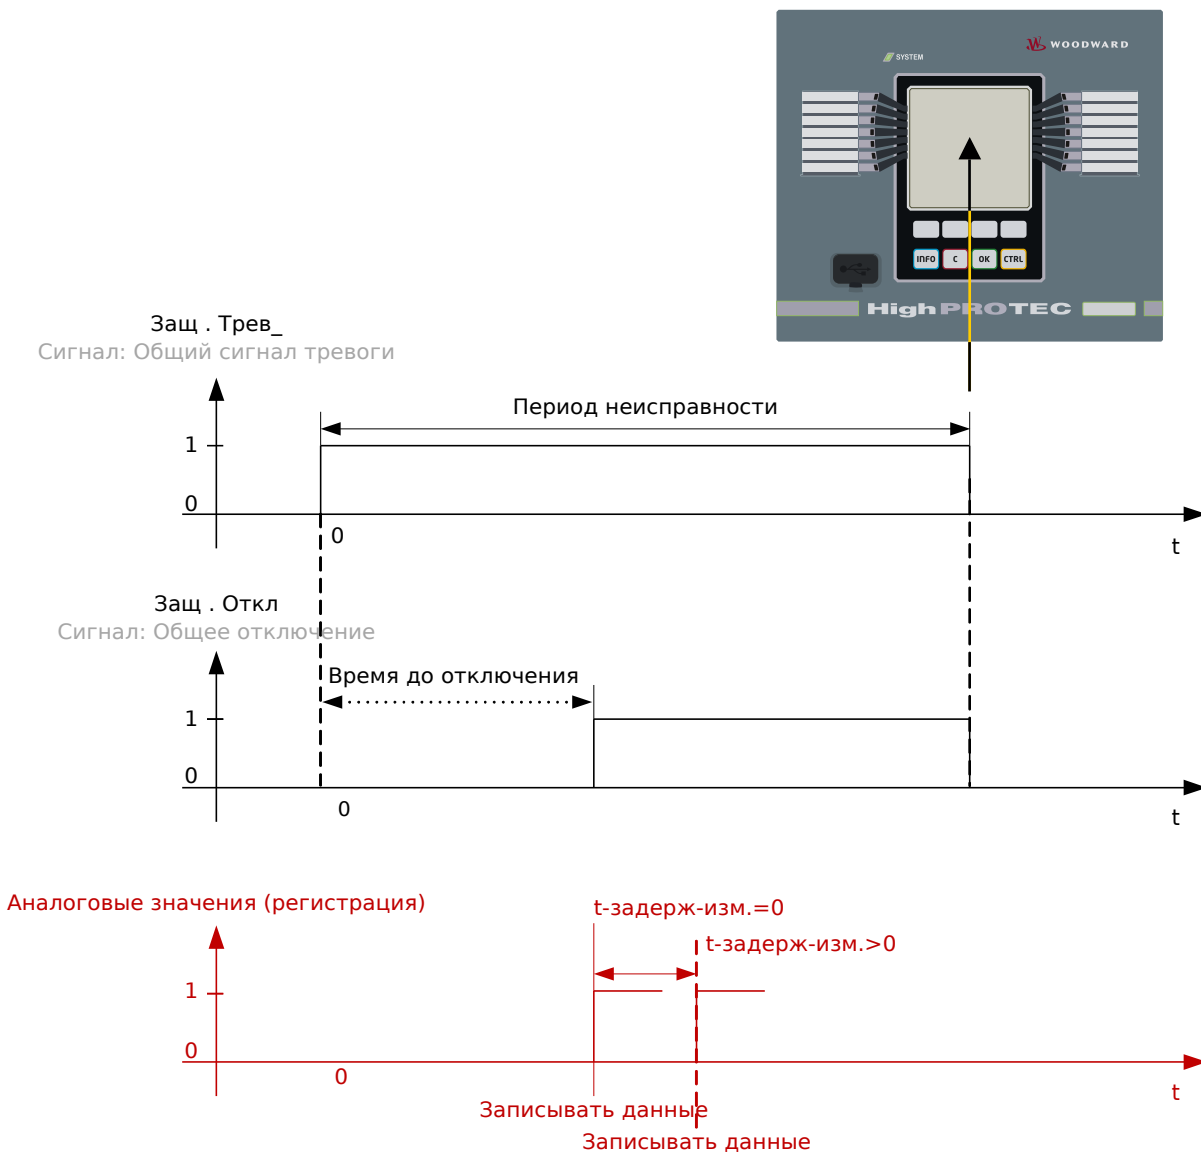 WOODWARD
SYSTEM
INFO
C
OK
CTRL
HighPROTEC
Защ . Трев_
Сигнал: Общий сигнал тревоги
Период неисправности
1
0
0
t
Защ . Откл
Сигнал: Общее отключение
Время до отключения
1
0
0
t
Аналоговые значения (регистрация)
t-задерж-изм.=0
t-задерж-изм.>0
1
0
0
t
Записывать данные
Записывать данные